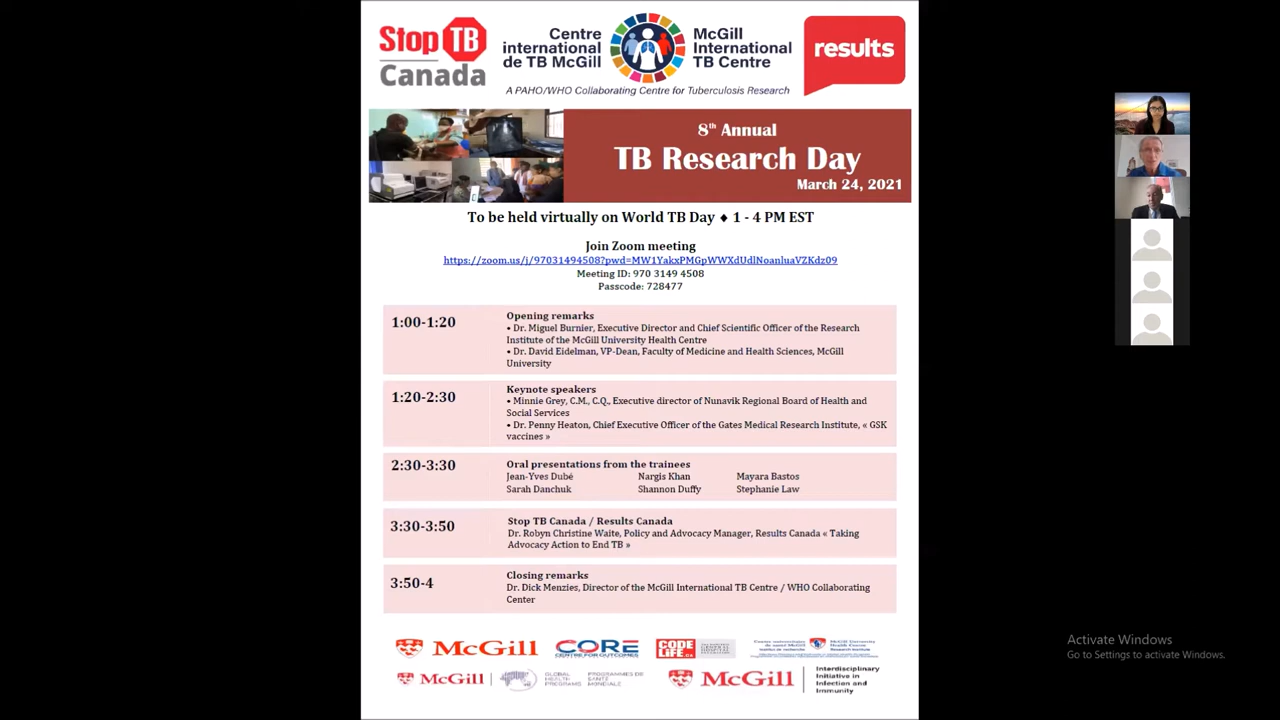 Stop TB
Canada
Centre
international
de TB McGill
McGill
International
TB Centre
A PAHO/WHO Collaborating Centre for Tuberculosis Research
results
8th Annual
TB Research Day
March 24, 2021
To be held virtually on World TB Day ♦ 1 - 4 PM EST
Join Zoom meeting
https://zoom.us/j/97031494508?pwd=MW1YakxPMGpWWXdUdlNoanluaVZKdz09
Meeting ID: 970 3149 4508
Passcode: 728477
1:00-1:20
Opening remarks
• Dr. Miguel Burnier, Executive Director and Chief Scientific Officer of the Research
Institute of the McGill University Health Centre
• Dr. David Eidelman, VP-Dean, Faculty of Medicine and Health Sciences, McGill
University
1:20-2:30
Keynote speakers
• Minnie Grey, C.M., C.Q., Executive director of Nunavik Regional Board of Health and
Social Services
• Dr. Penny Heaton, Chief Executive Officer of the Gates Medical Research Institute, « GSK
vaccines »
2:30-3:30
Oral presentations from the trainees
Jean-Yves Dubé Nargis Khan Mayara Bastos
Sarah Danchuk Shannon Duffy Stephanie Law
3:30-3:50
Stop TB Canada / Results Canada
Dr. Robyn Christine Waite, Policy and Advocacy Manager, Results Canada « Taking
Advocacy Action to End TB »
3:50-4
Closing remarks
Dr. Dick Menzies, Director of the McGill International TB Centre / WHO Collaborating
Center
McGill
CORE
CENTRE FOR OUTCOMES
CODE
LIFE
McGill
GLOBAL
HEALTH
PROGRAMS
PROGRAMMES DE
SANTÉ
MONDIALE
McGill
Interdisciplinary
Initiative in
Infection and
Immunity
Activate Windows
Go to Settings to activate Windows.